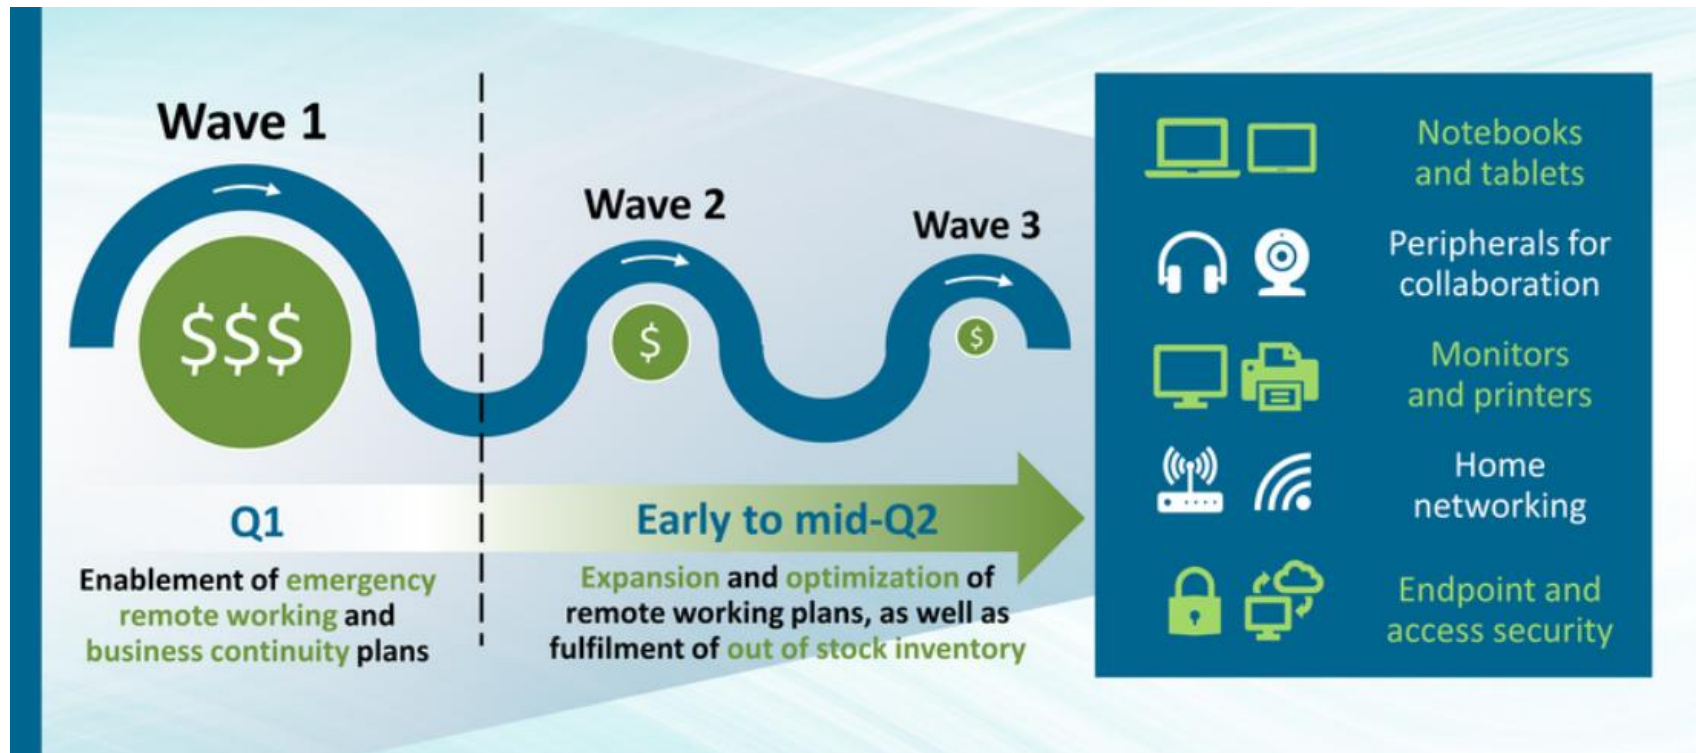 Wave 1
$$$
Wave 2
$
Wave 3
$
Q1
Enablement of emergency
remote working and
business continuity plans
Early to mid-Q2
Expansion and optimization of
remote working plans, as well as
fulfilment of out of stock inventory
Notebooks
and tablets
Peripherals for
collaboration
Monitors
and printers
Home
networking
Endpoint and
access security